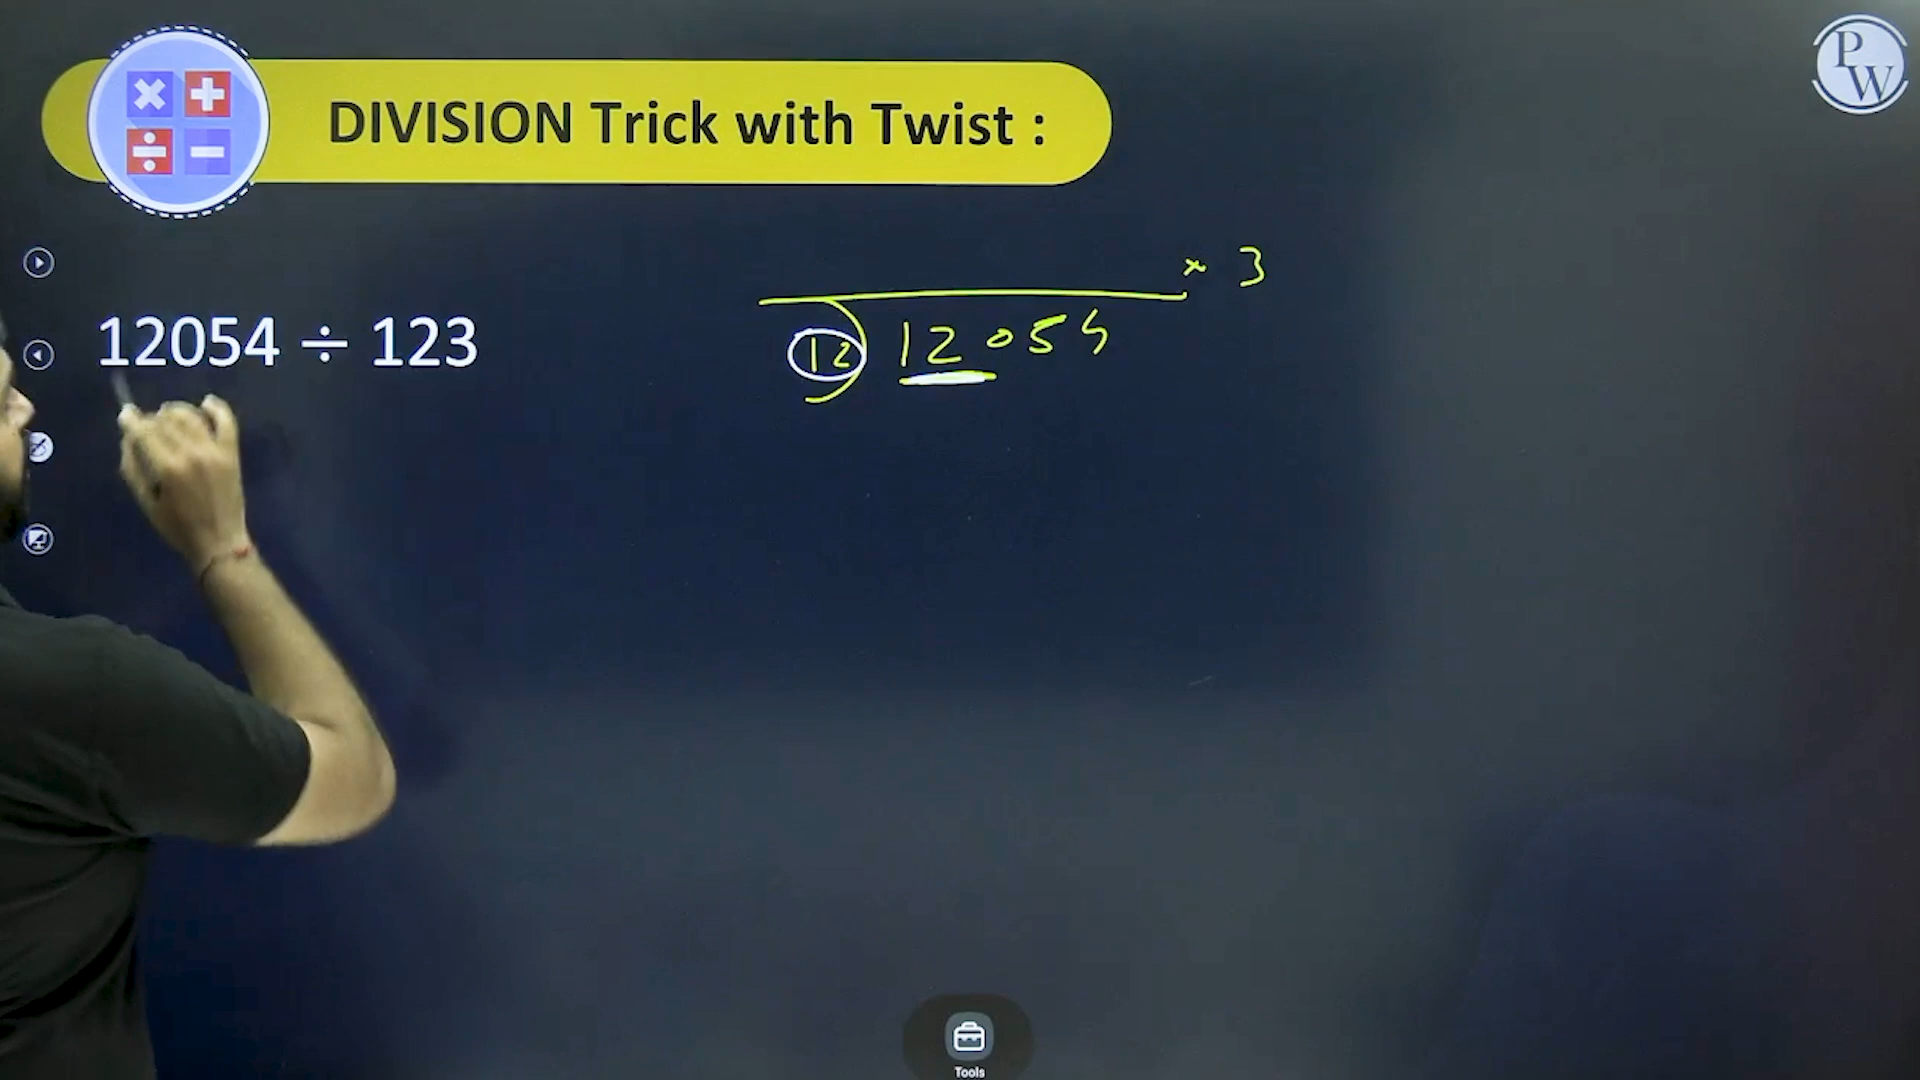 PW
DIVISION Trick with Twist :
× 3
12054 ÷ 123
12 12054
Tools